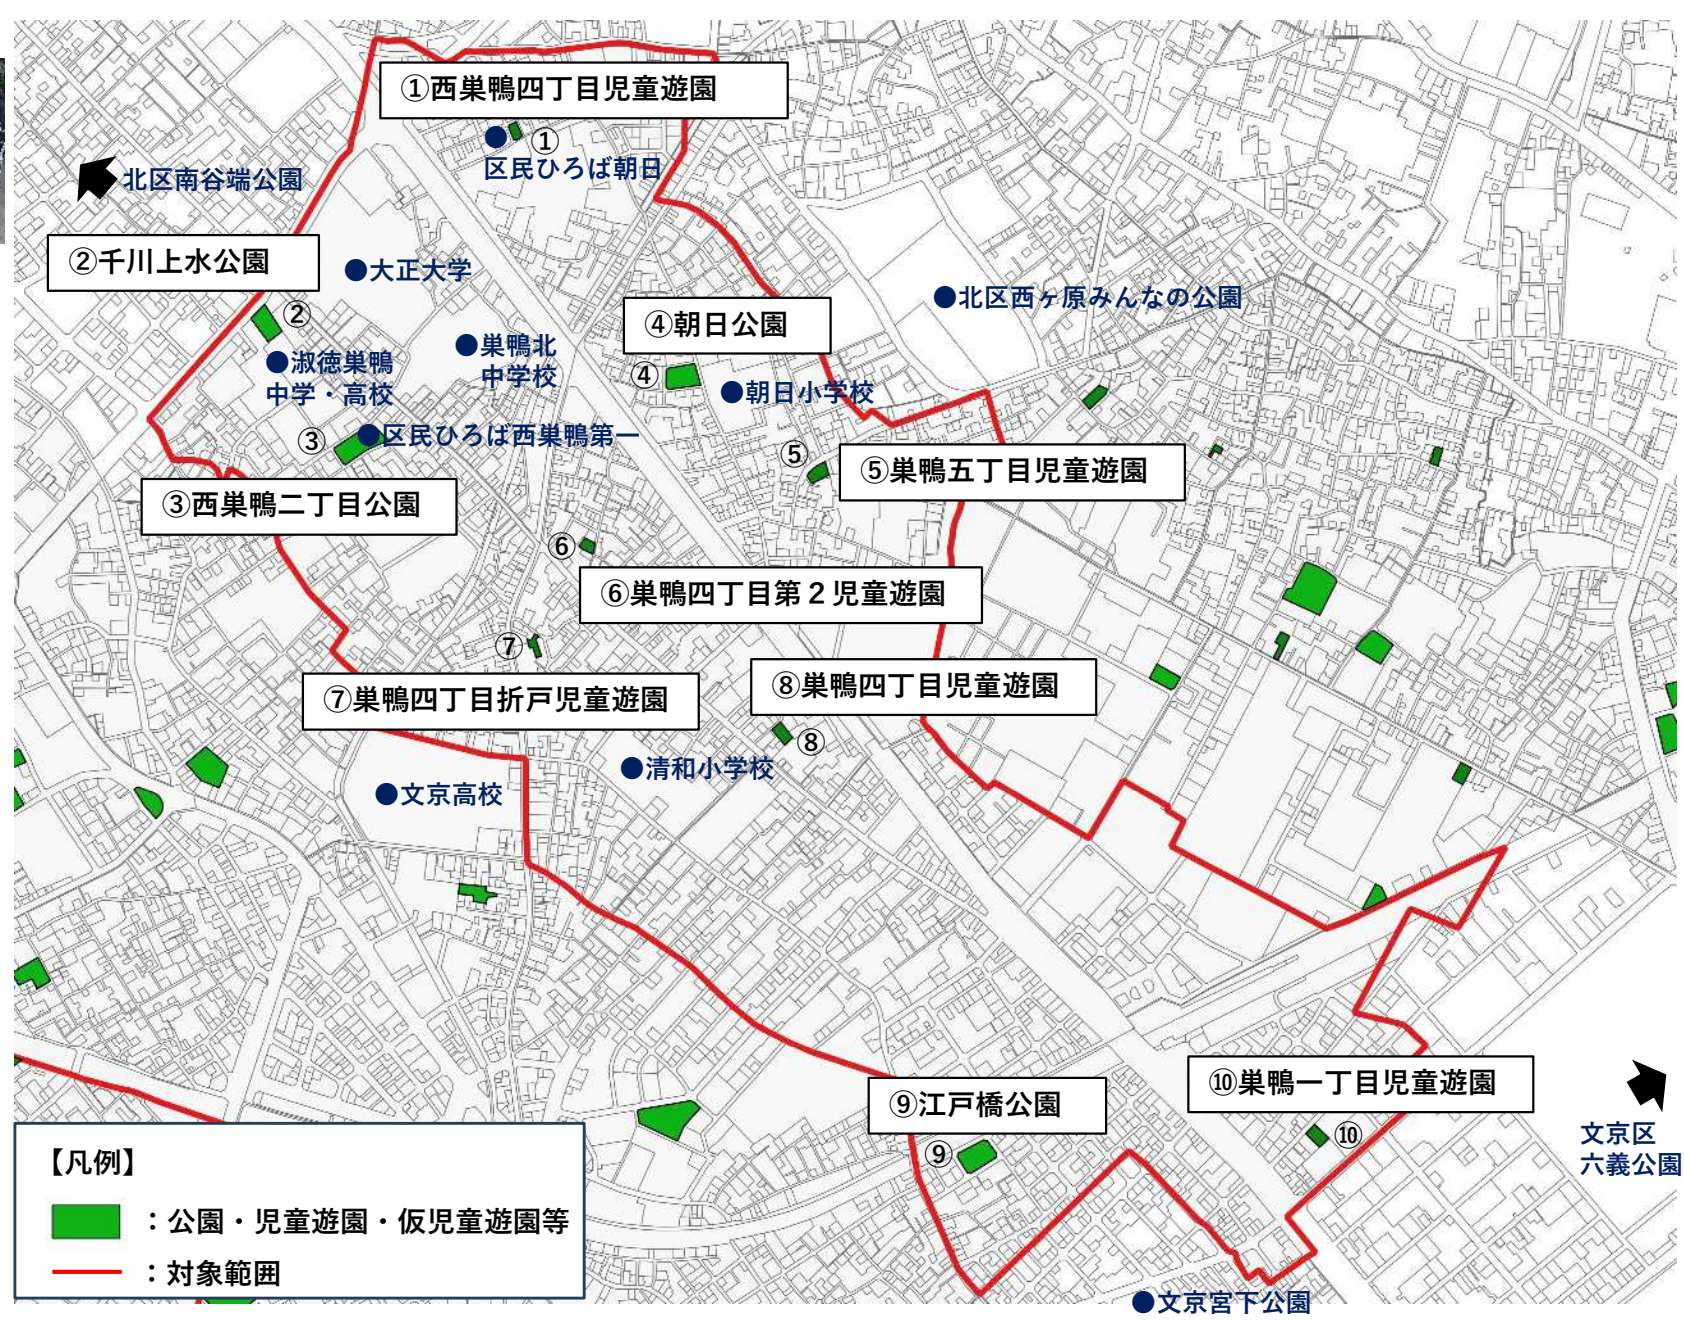 ①西巣鴨四丁目児童遊園
①
区民ひろば朝日
北区南谷端公園
②千川上水公園
大正大学
北区西ヶ原みんなの公園
②
④朝日公園
巣鴨北
中学校
淑徳巣鴨
中学・高校
④
朝日小学校
③
区民ひろば西巣鴨第一
⑤
⑤巣鴨五丁目児童遊園
③西巣鴨二丁目公園
⑥
⑥巣鴨四丁目第２児童遊園
⑦
⑦巣鴨四丁目折戸児童遊園
⑧巣鴨四丁目児童遊園
⑧
清和小学校
文京高校
⑨江戸橋公園
⑩巣鴨一丁目児童遊園
⑨
⑩
文京区
六義公園
【凡例】
：公園・児童遊園・仮児童遊園等
：対象範囲
文京宮下公園